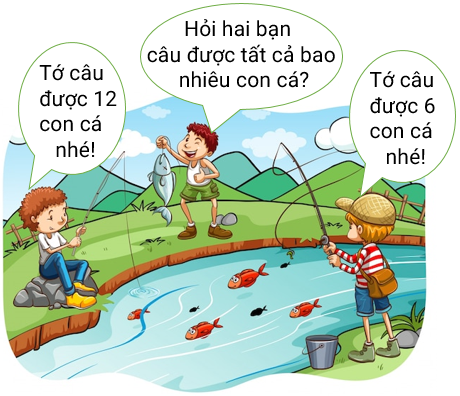 Hỏi hai bạn
câu được tất cả bao
nhiêu con cá?
Tớ câu
được 12
con cá
nhé!
Tớ câu
được 6
con cá
nhé!